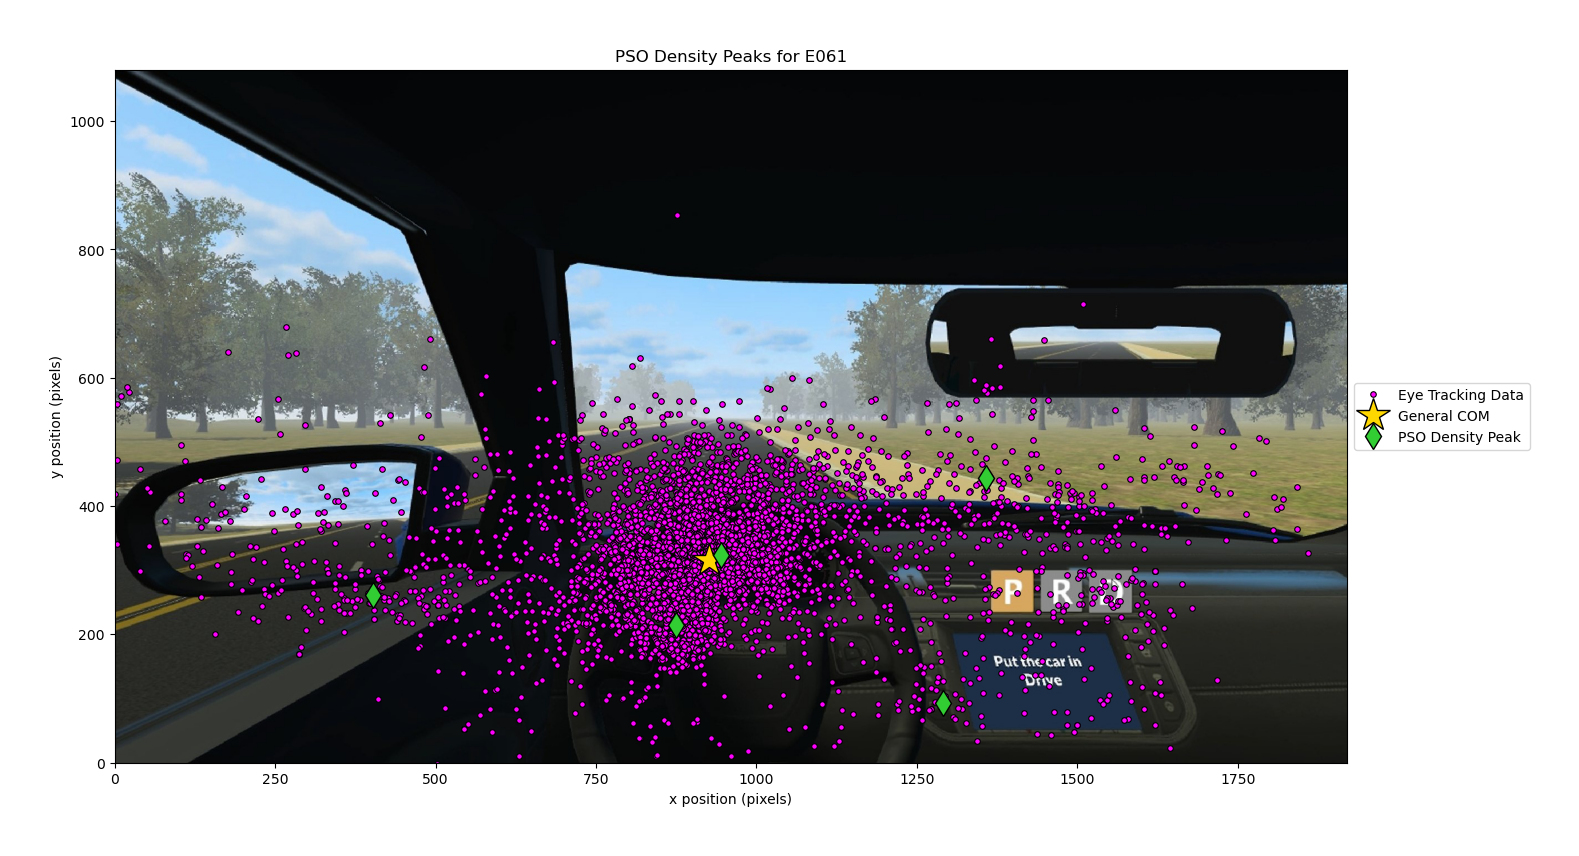 PSO Density Peaks for E061
1000
800
600
400
200
0
y position (pixels)
0 250 500 750 1000 1250 1500 1750
x position (pixels)
Eye Tracking Data
General COM
PSO Density Peak
P R D
Put the car in
Drive